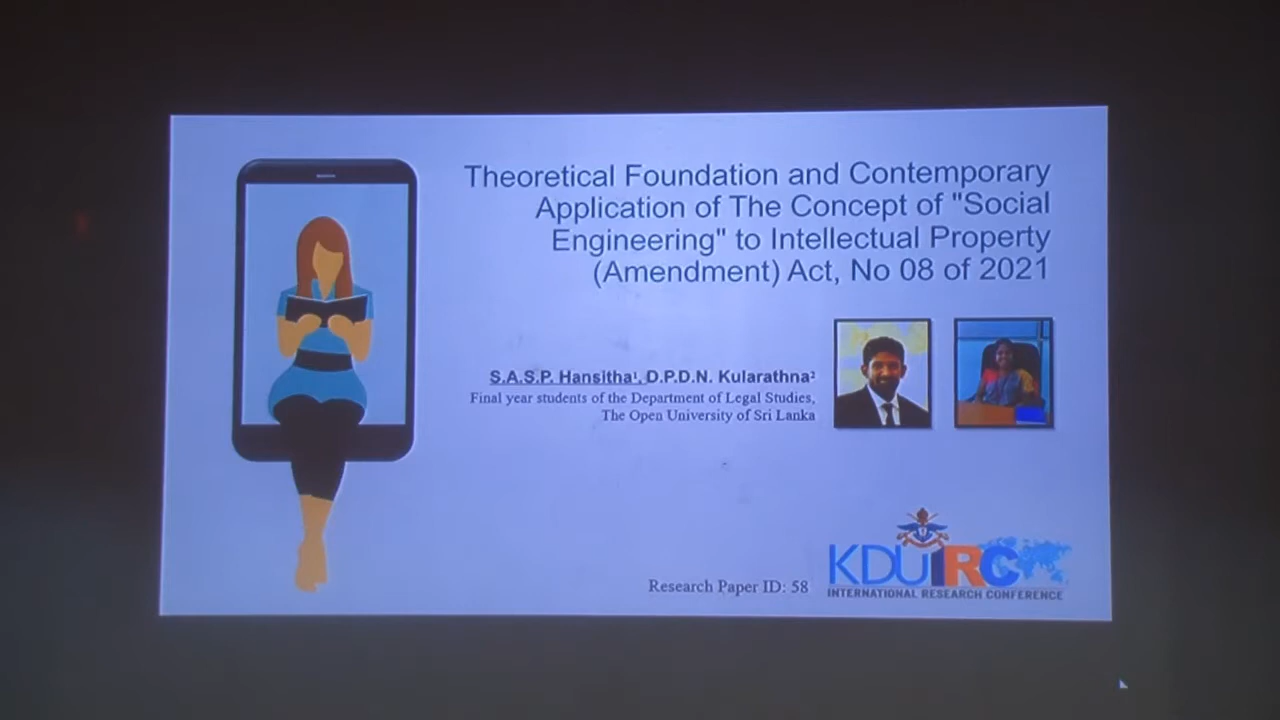 Theoretical Foundation and Contemporary
Application of The Concept of "Social
Engineering" to Intellectual Property
(Amendment) Act, No 08 of 2021
S.A.S.P. Hansitha¹, D.P.D.N. Kularathna²
Final year students of the Department of Legal Studies,
The Open University of Sri Lanka
Research Paper ID: 58
KDU IRC
INTERNATIONAL RESEARCH CONFERENCE